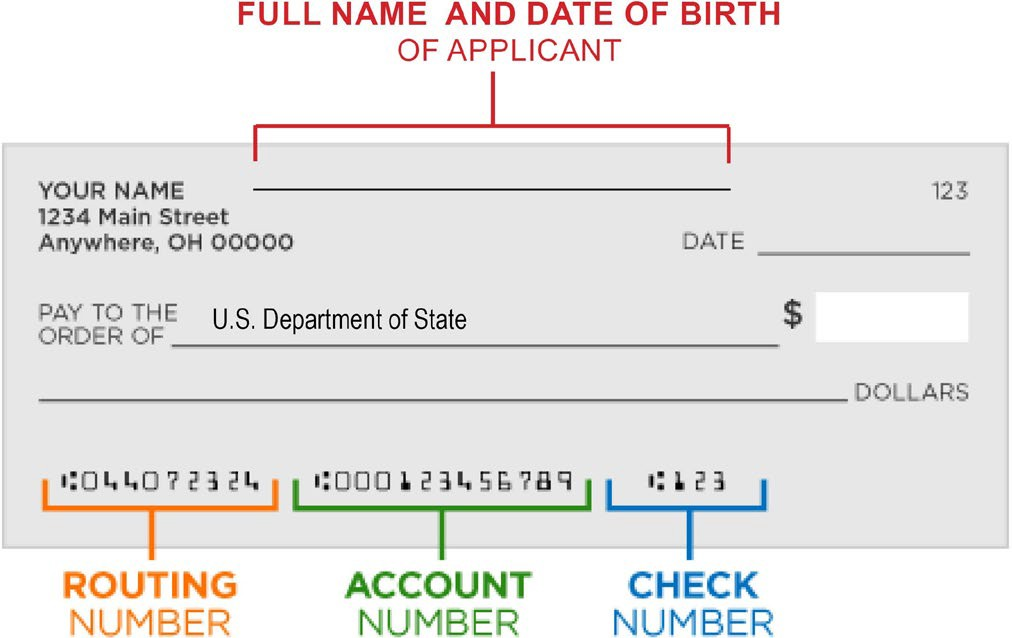 FULL NAME AND DATE OF BIRTH
OF APPLICANT
YOUR NAME
123
1234 Main Street
Anywhere, OH 00000
DATE
PAY TO THE
ORDER OF
U.S. Department of State
$
DOLLARS
⑆044072324 ⑆000123456789 ⑆123
ROUTING
NUMBER
ACCOUNT
NUMBER
CHECK
NUMBER